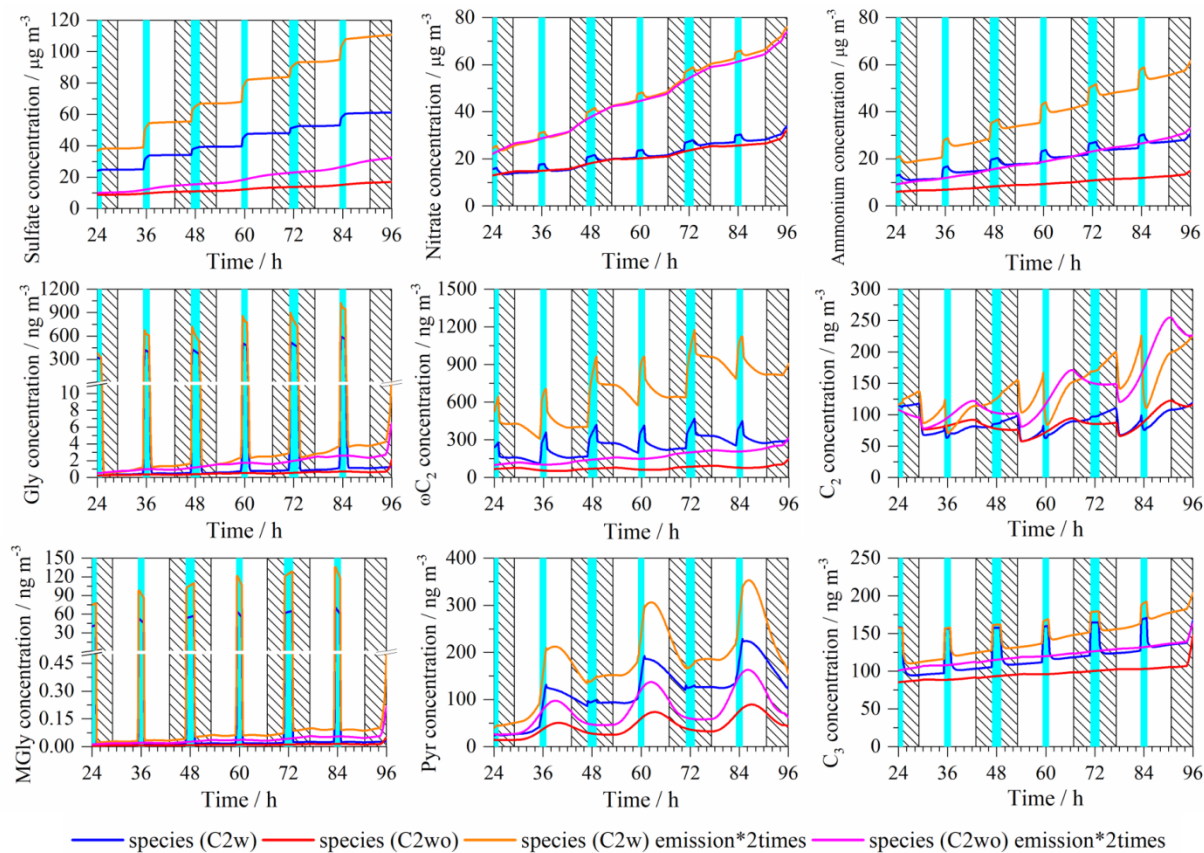 Sulfate concentration / μg m⁻³
120
100
80
60
40
20
0
24 36 48 60 72 84 96
Time / h
Nitrate concentration / μg m⁻³
80
60
40
20
0
24 36 48 60 72 84 96
Time / h
Ammonium concentration / μg m⁻³
80
60
40
20
0
24 36 48 60 72 84 96
Time / h
Gly concentration / ng m⁻³
1200
900
600
300
10
8
6
4
2
0
24 36 48 60 72 84 96
Time / h
ωC₂ concentration / ng m⁻³
1500
1200
900
600
300
0
24 36 48 60 72 84 96
Time / h
C₂ concentration / ng m⁻³
300
250
200
150
100
50
0
24 36 48 60 72 84 96
Time / h
MGly concentration / ng m⁻³
150
120
90
60
30
0.45
0.30
0.15
0.00
24 36 48 60 72 84 96
Time / h
Pyr concentration / ng m⁻³
400
300
200
100
0
24 36 48 60 72 84 96
Time / h
C₃ concentration / ng m⁻³
250
200
150
100
50
0
24 36 48 60 72 84 96
Time / h
species (C2w) species (C2wo) species (C2w) emission*2times species (C2wo) emission*2times